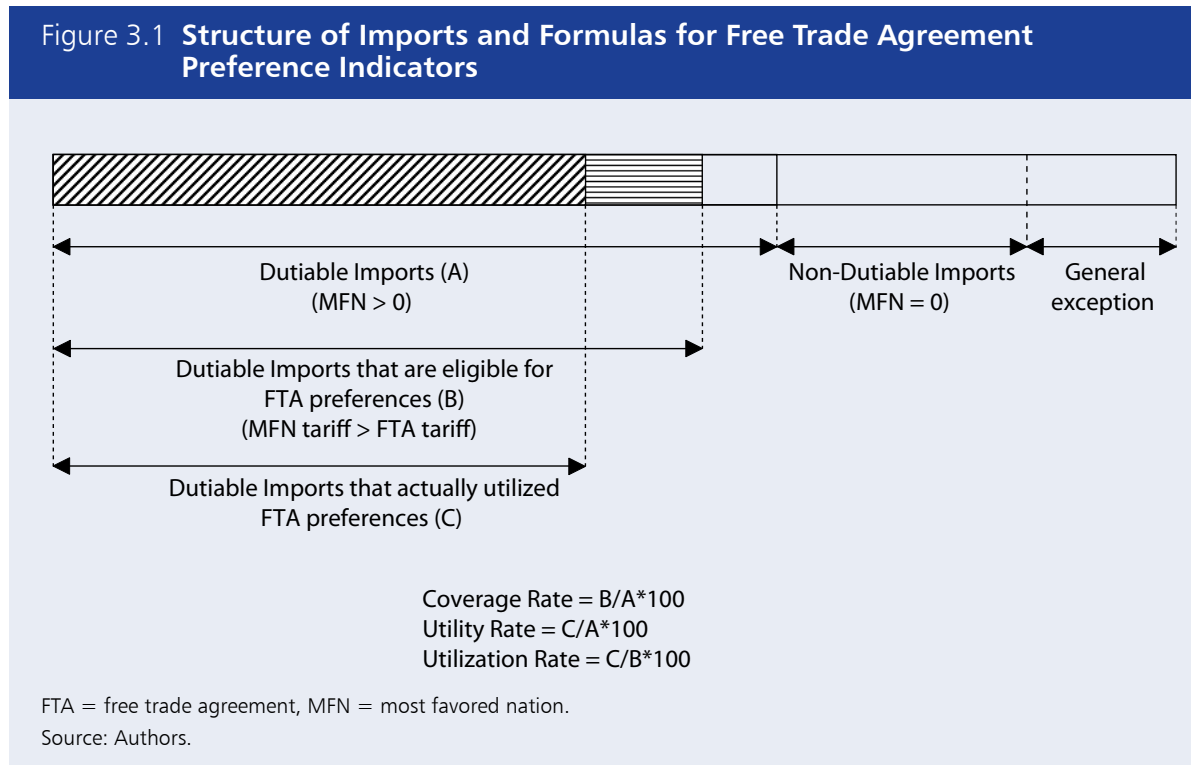 Figure 3.1 Structure of Imports and Formulas for Free Trade Agreement
Preference Indicators
Dutiable Imports (A)
(MFN > 0)
Non-Dutiable Imports
(MFN = 0)
General
exception
Dutiable Imports that are eligible for
FTA preferences (B)
(MFN tariff > FTA tariff)
Dutiable Imports that actually utilized
FTA preferences (C)
Coverage Rate = B/A*100
Utility Rate = C/A*100
Utilization Rate = C/B*100
FTA = free trade agreement, MFN = most favored nation.
Source: Authors.